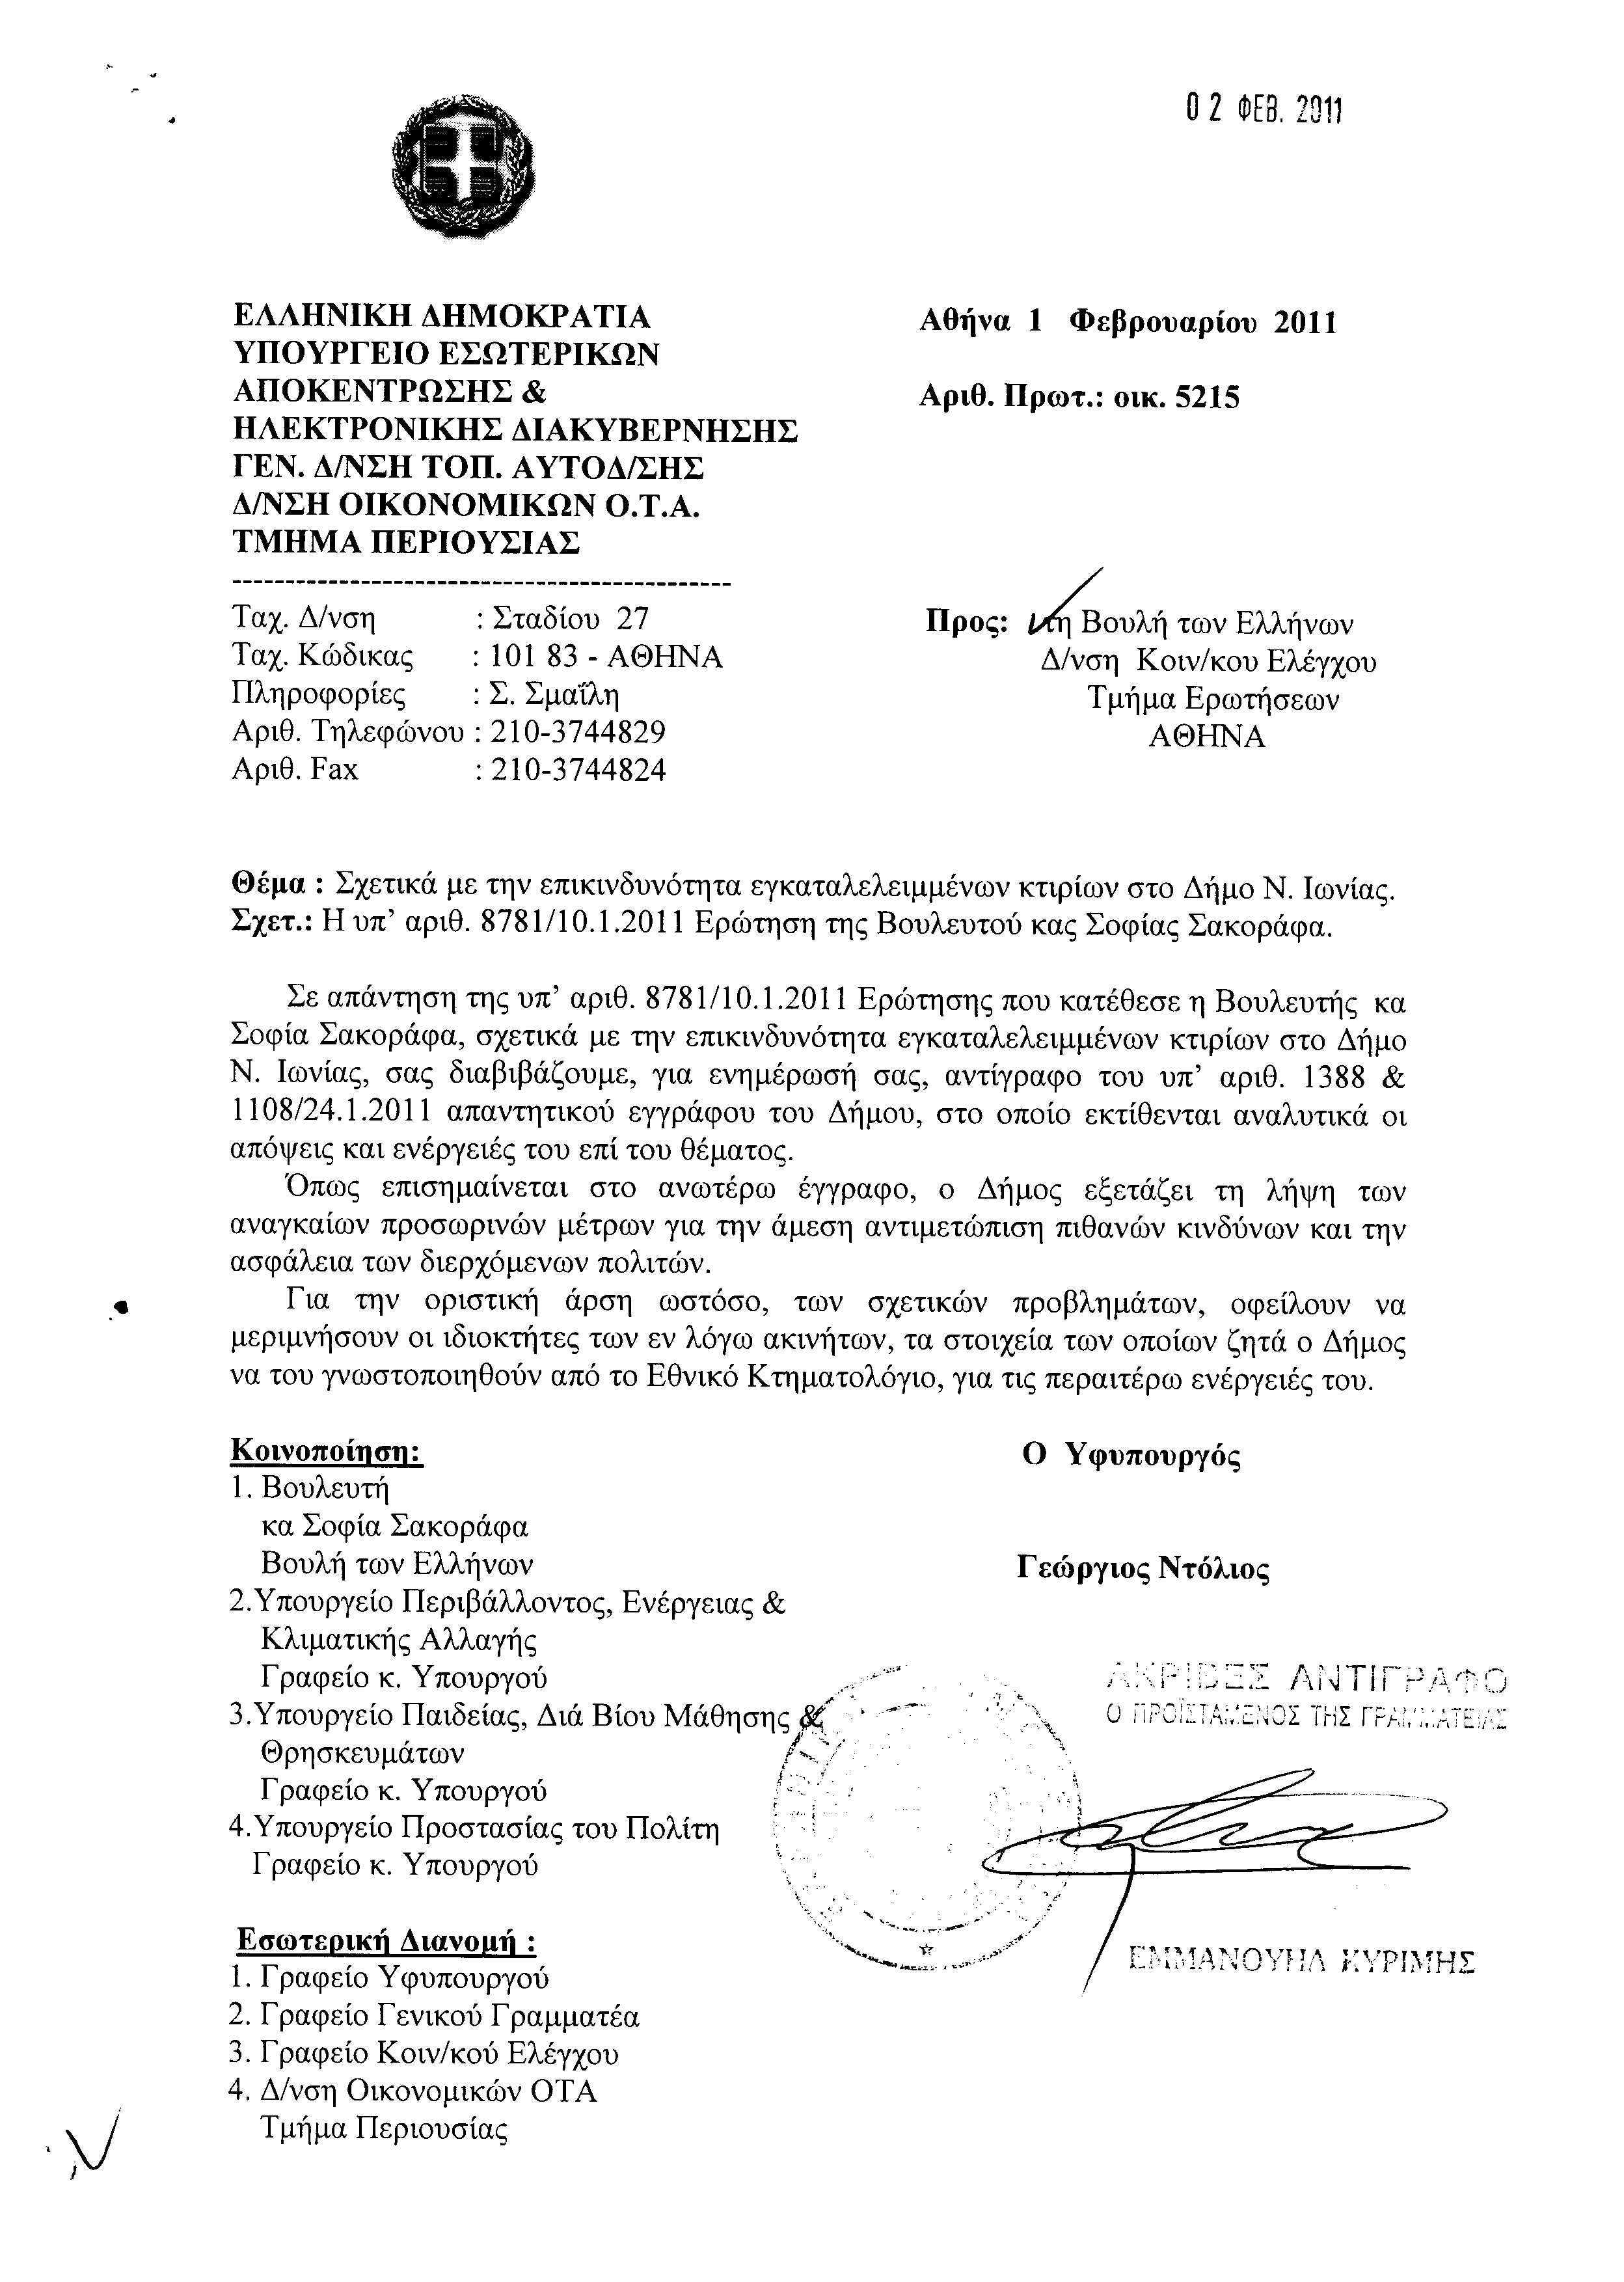 02 ΦΕΒ. 2011
ΕΛΛΗΝΙΚΗ ΔΗΜΟΚΡΑΤΙΑ
ΥΠΟΥΡΓΕΙΟ ΕΣΩΤΕΡΙΚΩΝ
ΑΠΟΚΕΝΤΡΩΣΗΣ &
ΗΛΕΚΤΡΟΝΙΚΗΣ ΔΙΑΚΥΒΕΡΝΗΣΗΣ
ΓΕΝ. Δ/ΝΣΗ ΤΟΠ. ΑΥΤΟΔ/ΣΗΣ
Δ/ΝΣΗ ΟΙΚΟΝΟΜΙΚΩΝ Ο.Τ.Α.
ΤΜΗΜΑ ΠΕΡΙΟΥΣΙΑΣ
Αθήνα 1 Φεβρουαρίου 2011
Αριθ. Πρωτ.: οικ. 5215
-----------------------------------------------
Ταχ. Δ/νση : Σταδίου 27
Ταχ. Κώδικας : 101 83 - ΑΘΗΝΑ
Πληροφορίες : Σ. Σμαΐλη
Αριθ. Τηλεφώνου : 210-3744829
Αριθ. Fax : 210-3744824
Προς: τη Βουλή των Ελλήνων
Δ/νση Κοιν/κου Ελέγχου
Τμήμα Ερωτήσεων
ΑΘΗΝΑ
Θέμα : Σχετικά με την επικινδυνότητα εγκαταλελειμμένων κτιρίων στο Δήμο Ν. Ιωνίας.
Σχετ.: Η υπ’ αριθ. 8781/10.1.2011 Ερώτηση της Βουλευτού κας Σοφίας Σακοράφα.
Σε απάντηση της υπ’ αριθ. 8781/10.1.2011 Ερώτησης που κατέθεσε η Βουλευτής κα
Σοφία Σακοράφα, σχετικά με την επικινδυνότητα εγκαταλελειμμένων κτιρίων στο Δήμο
Ν. Ιωνίας, σας διαβιβάζουμε, για ενημέρωσή σας, αντίγραφο του υπ’ αριθ. 1388 &
1108/24.1.2011 απαντητικού εγγράφου του Δήμου, στο οποίο εκτίθενται αναλυτικά οι
απόψεις και ενέργειές του επί του θέματος.
Όπως επισημαίνεται στο ανωτέρω έγγραφο, ο Δήμος εξετάζει τη λήψη των
αναγκαίων προσωρινών μέτρων για την άμεση αντιμετώπιση πιθανών κινδύνων και την
ασφάλεια των διερχόμενων πολιτών.
Για την οριστική άρση ωστόσο, των σχετικών προβλημάτων, οφείλουν να
μεριμνήσουν οι ιδιοκτήτες των εν λόγω ακινήτων, τα στοιχεία των οποίων ζητά ο Δήμος
να του γνωστοποιηθούν από το Εθνικό Κτηματολόγιο, για τις περαιτέρω ενέργειές του.
Κοινοποίηση:
1. Βουλευτή
κα Σοφία Σακοράφα
Βουλή των Ελλήνων
2.Υπουργείο Περιβάλλοντος, Ενέργειας &
Κλιματικής Αλλαγής
Γραφείο κ. Υπουργού
3.Υπουργείο Παιδείας, Διά Βίου Μάθησης &
Θρησκευμάτων
Γραφείο κ. Υπουργού
4.Υπουργείο Προστασίας του Πολίτη
Γραφείο κ. Υπουργού
Ο Υφυπουργός
Γεώργιος Ντόλιος
ΑΚΡΙΒΕΣ ΑΝΤΙΓΡΑΦΟ
Ο ΠΡΟΪΣΤΑΜΕΝΟΣ ΤΗΣ ΓΡΑΜΜΑΤΕΙΑΣ
ΕΜΜΑΝΟΥΗΛ ΚΥΡΙΜΗΣ
Εσωτερική Διανομή :
1. Γραφείο Υφυπουργού
2. Γραφείο Γενικού Γραμματέα
3. Γραφείο Κοιν/κού Ελέγχου
4. Δ/νση Οικονομικών ΟΤΑ
Τμήμα Περιουσίας